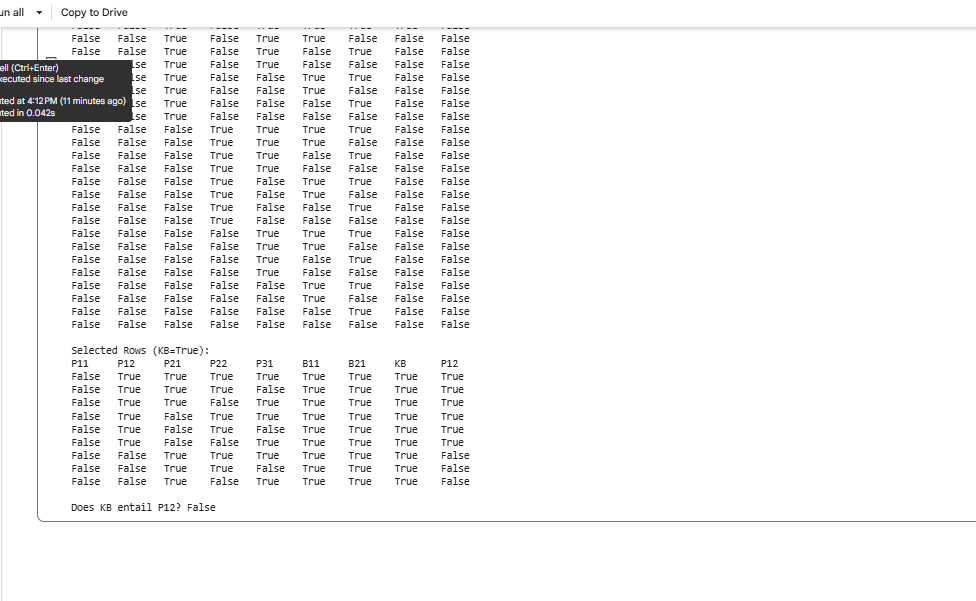 un all Copy to Drive
False False True False True True False False False
False False True False True False True False False
lse True False True False False False False
ell (Ctrl+Enter)
lse True False False True True False False
xecuted since last change
lse True False False True False False False
ted at 4:12 PM (11 minutes ago)
lse True False False False True False False
ted in 0.042s
lse True False False False False False False
False False False True True True True False False
False False False True True True False False False
False False False True True False True False False
False False False True True False False False False
False False False True False True True False False
False False False True False True False False False
False False False True False False True False False
False False False True False False False False False
False False False False True True True False False
False False False False True True False False False
False False False False True False True False False
False False False False True False False False False
False False False False False True True False False
False False False False False True False False False
False False False False False False True False False
False False False False False False False False False
Selected Rows (KB=True):
P11 P12 P21 P22 P31 B11 B21 KB P12
False True True True True True True True True
False True True True False True True True True
False True True False True True True True True
False True False True True True True True True
False True False True False True True True True
False True False False True True True True True
False False True True True True True True False
False False True True False True True True False
False False True False True True True True False
Does KB entail P12? False